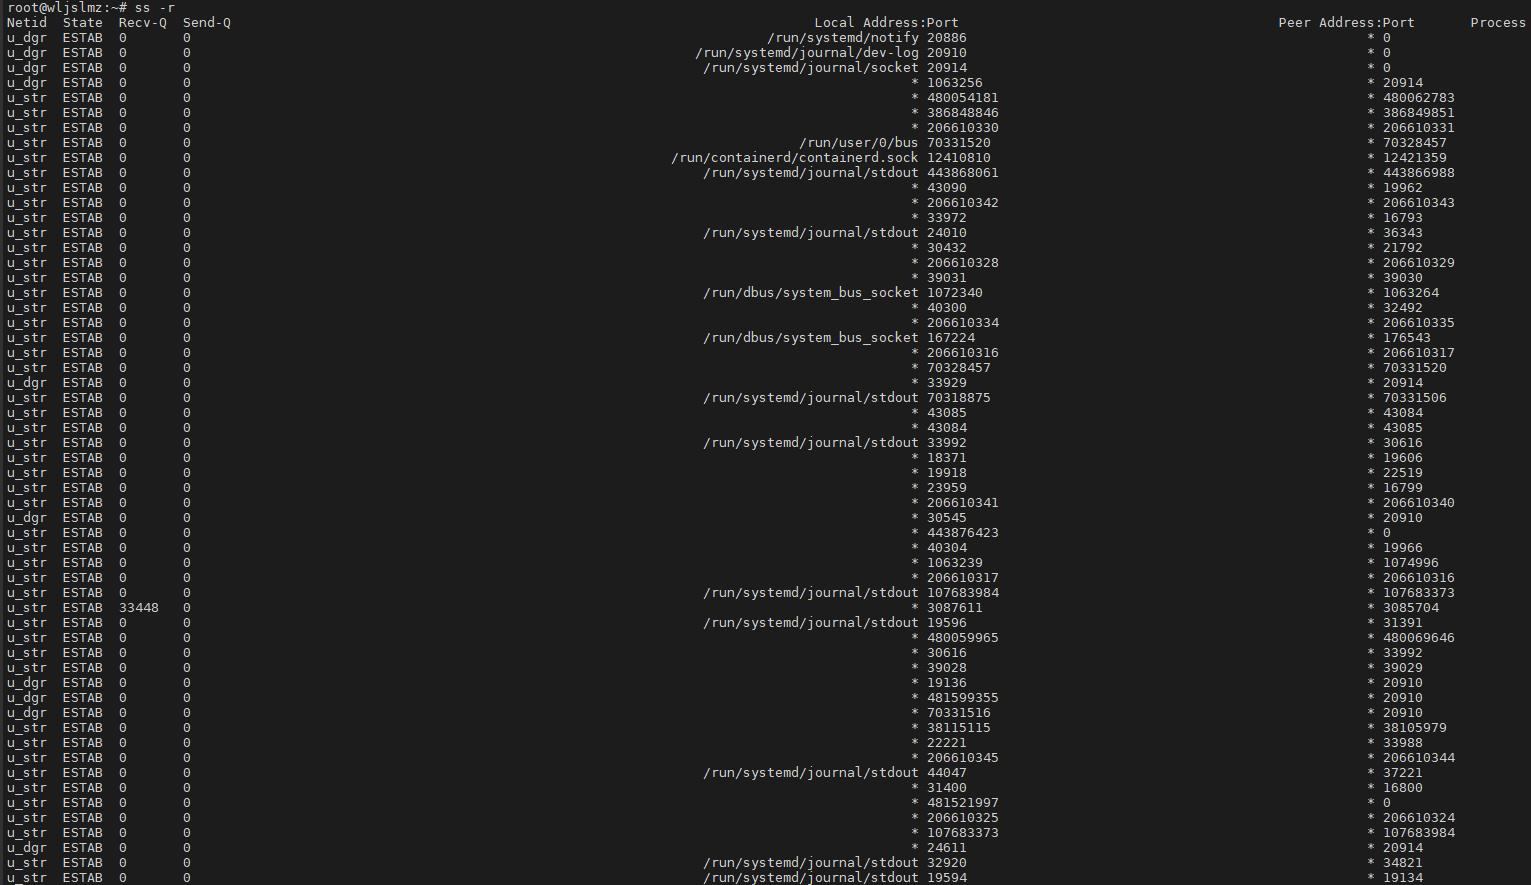 root@wljslmz:~# ss -r
Netid State Recv-Q Send-Q Local Address:Port Peer Address:Port Process
u_dgr ESTAB 0 0 /run/systemd/notify 20886 * 0
u_dgr ESTAB 0 0 /run/systemd/journal/dev-log 20910 * 0
u_dgr ESTAB 0 0 /run/systemd/journal/socket 20914 * 0
u_dgr ESTAB 0 0 * 1063256 * 20914
u_str ESTAB 0 0 * 480054181 * 480062783
u_str ESTAB 0 0 * 386848846 * 386849851
u_str ESTAB 0 0 * 206610330 * 206610331
u_str ESTAB 0 0 /run/user/0/bus 70331520 * 70328457
u_str ESTAB 0 0 /run/containerd/containerd.sock 12410810 * 12421359
u_str ESTAB 0 0 /run/systemd/journal/stdout 443868061 * 443866988
u_str ESTAB 0 0 * 43090 * 19962
u_str ESTAB 0 0 * 206610342 * 206610343
u_str ESTAB 0 0 * 33972 * 16793
u_str ESTAB 0 0 /run/systemd/journal/stdout 24010 * 36343
u_str ESTAB 0 0 * 30432 * 21792
u_str ESTAB 0 0 * 206610328 * 206610329
u_str ESTAB 0 0 * 39031 * 39030
u_str ESTAB 0 0 /run/dbus/system_bus_socket 1072340 * 1063264
u_str ESTAB 0 0 * 40300 * 32492
u_str ESTAB 0 0 * 206610334 * 206610335
u_str ESTAB 0 0 /run/dbus/system_bus_socket 167224 * 176543
u_str ESTAB 0 0 * 206610316 * 206610317
u_str ESTAB 0 0 * 70328457 * 70331520
u_dgr ESTAB 0 0 * 33929 * 20914
u_str ESTAB 0 0 /run/systemd/journal/stdout 70318875 * 70331506
u_str ESTAB 0 0 * 43085 * 43084
u_str ESTAB 0 0 * 43084 * 43085
u_str ESTAB 0 0 /run/systemd/journal/stdout 33992 * 30616
u_str ESTAB 0 0 * 18371 * 19606
u_str ESTAB 0 0 * 19918 * 22519
u_str ESTAB 0 0 * 23959 * 16799
u_str ESTAB 0 0 * 206610341 * 206610340
u_dgr ESTAB 0 0 * 30545 * 20910
u_str ESTAB 0 0 * 443876423 * 0
u_str ESTAB 0 0 * 40304 * 19966
u_str ESTAB 0 0 * 1063239 * 1074996
u_str ESTAB 0 0 * 206610317 * 206610316
u_str ESTAB 0 0 /run/systemd/journal/stdout 107683984 * 107683373
u_str ESTAB 33448 0 * 3087611 * 3085704
u_str ESTAB 0 0 /run/systemd/journal/stdout 19596 * 31391
u_str ESTAB 0 0 * 480059965 * 480069646
u_str ESTAB 0 0 * 30616 * 33992
u_str ESTAB 0 0 * 39028 * 39029
u_dgr ESTAB 0 0 * 19136 * 20910
u_dgr ESTAB 0 0 * 481599355 * 20910
u_dgr ESTAB 0 0 * 70331516 * 20910
u_str ESTAB 0 0 * 38115115 * 38105979
u_str ESTAB 0 0 * 22221 * 33988
u_str ESTAB 0 0 * 206610345 * 206610344
u_str ESTAB 0 0 /run/systemd/journal/stdout 44047 * 37221
u_str ESTAB 0 0 * 31400 * 16800
u_str ESTAB 0 0 * 481521997 * 0
u_str ESTAB 0 0 * 206610325 * 206610324
u_str ESTAB 0 0 * 107683373 * 107683984
u_dgr ESTAB 0 0 * 24611 * 20914
u_str ESTAB 0 0 /run/systemd/journal/stdout 32920 * 34821
u_str ESTAB 0 0 /run/systemd/journal/stdout 19594 * 19134